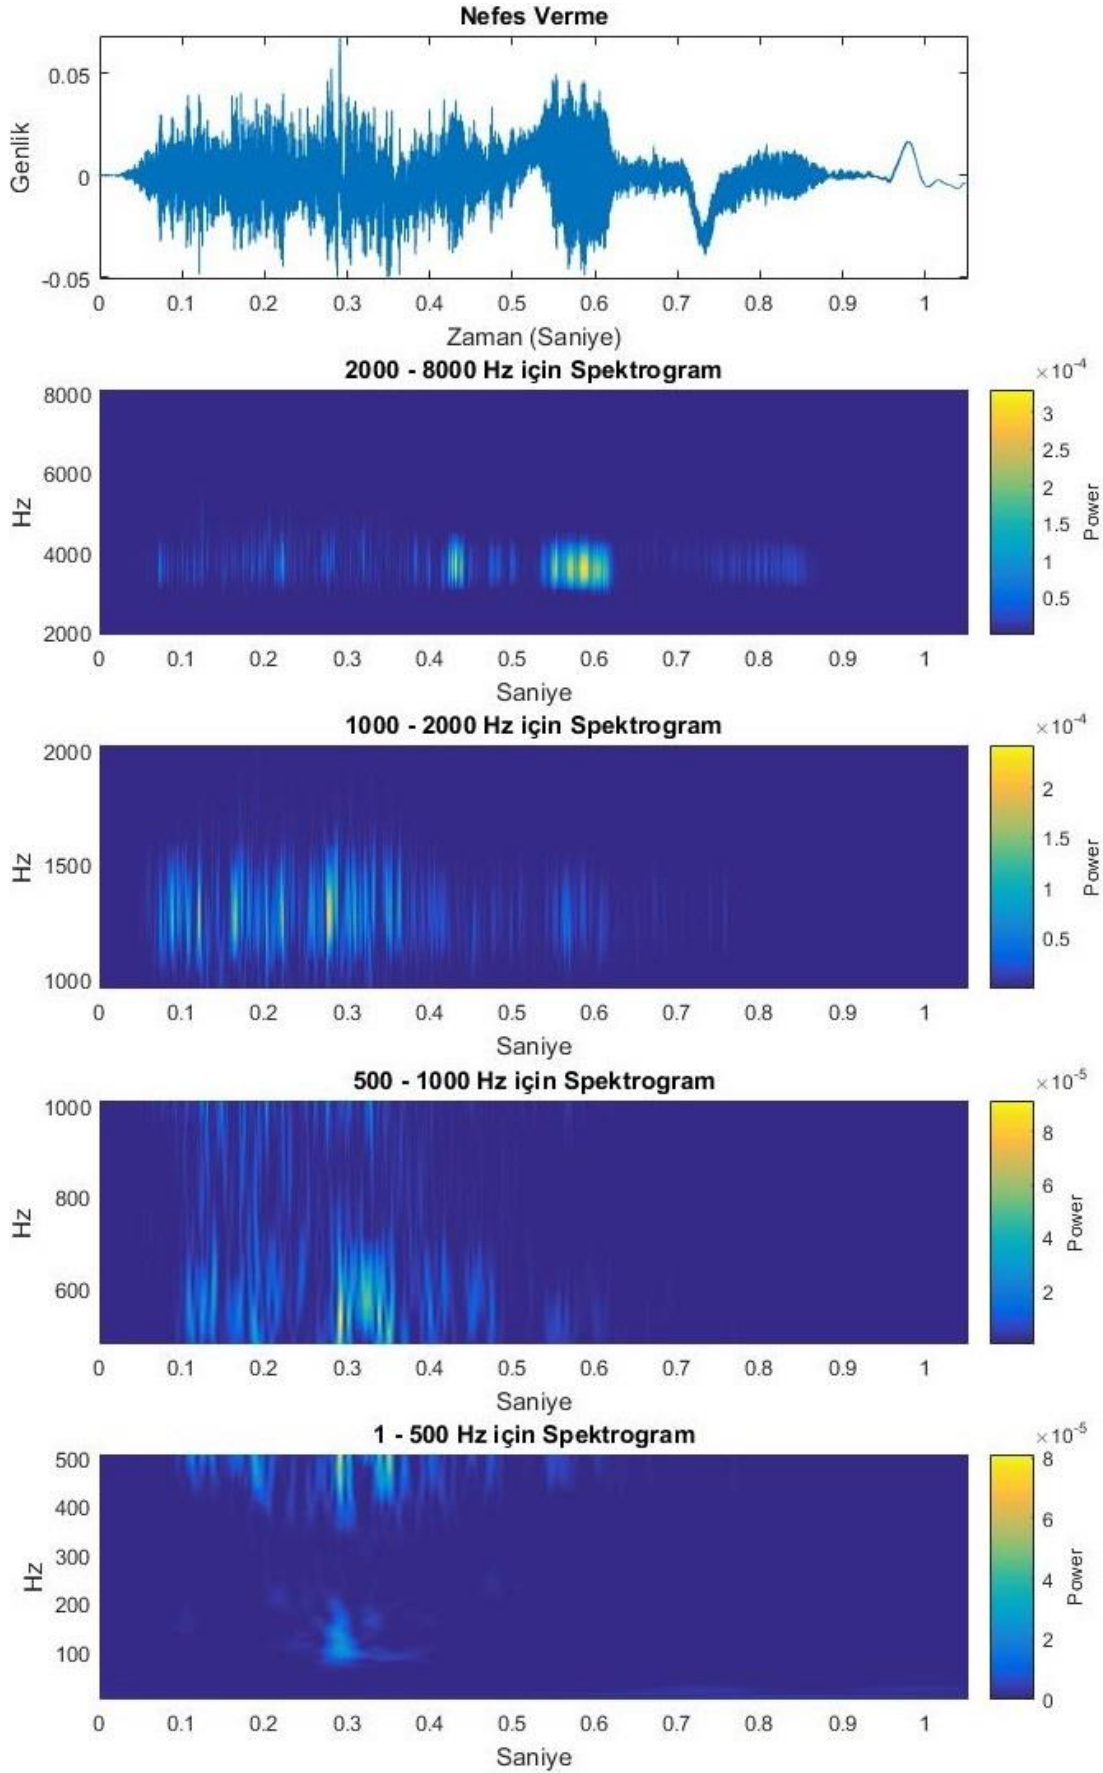 Nefes Verme
0.05
0
-0.05
Genlik
0 0.1 0.2 0.3 0.4 0.5 0.6 0.7 0.8 0.9 1
Zaman (Saniye)
2000 - 8000 Hz için Spektrogram
×10-4
8000
6000
4000
2000
Hz
3
2.5
2
1.5
1
0.5
Power
0 0.1 0.2 0.3 0.4 0.5 0.6 0.7 0.8 0.9 1
Saniye
1000 - 2000 Hz için Spektrogram
×10-4
2000
1500
1000
Hz
2
1.5
1
0.5
Power
0 0.1 0.2 0.3 0.4 0.5 0.6 0.7 0.8 0.9 1
Saniye
500 - 1000 Hz için Spektrogram
×10-5
1000
800
600
Hz
8
6
4
2
Power
0 0.1 0.2 0.3 0.4 0.5 0.6 0.7 0.8 0.9 1
Saniye
1 - 500 Hz için Spektrogram
×10-5
500
400
300
200
100
Hz
8
6
4
2
0
Power
0 0.1 0.2 0.3 0.4 0.5 0.6 0.7 0.8 0.9 1
Saniye